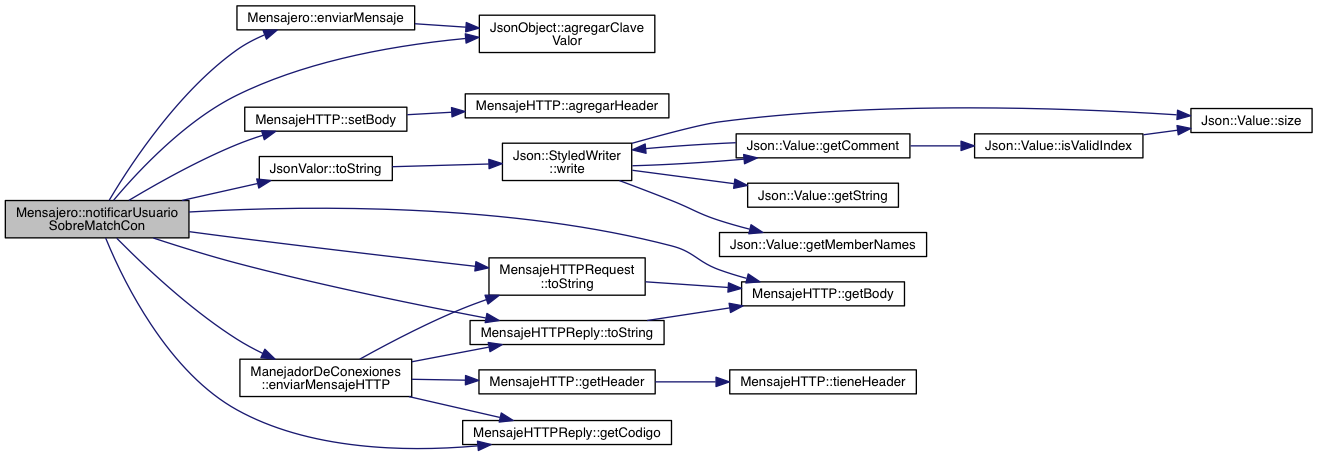 Mensajero::enviarMensaje
JsonObject::agregarClave
Valor
MensajeHTTP::agregarHeader
MensajeHTTP::setBody
Json::Value::size
Json::StyledWriter
::write
Json::Value::getComment
Json::Value::isValidIndex
JsonValor::toString
Json::Value::getString
Mensajero::notificarUsuario
SobreMatchCon
Json::Value::getMemberNames
MensajeHTTPRequest
::toString
MensajeHTTP::getBody
MensajeHTTPReply::toString
ManejadorDeConexiones
::enviarMensajeHTTP
MensajeHTTP::getHeader
MensajeHTTP::tieneHeader
MensajeHTTPReply::getCodigo